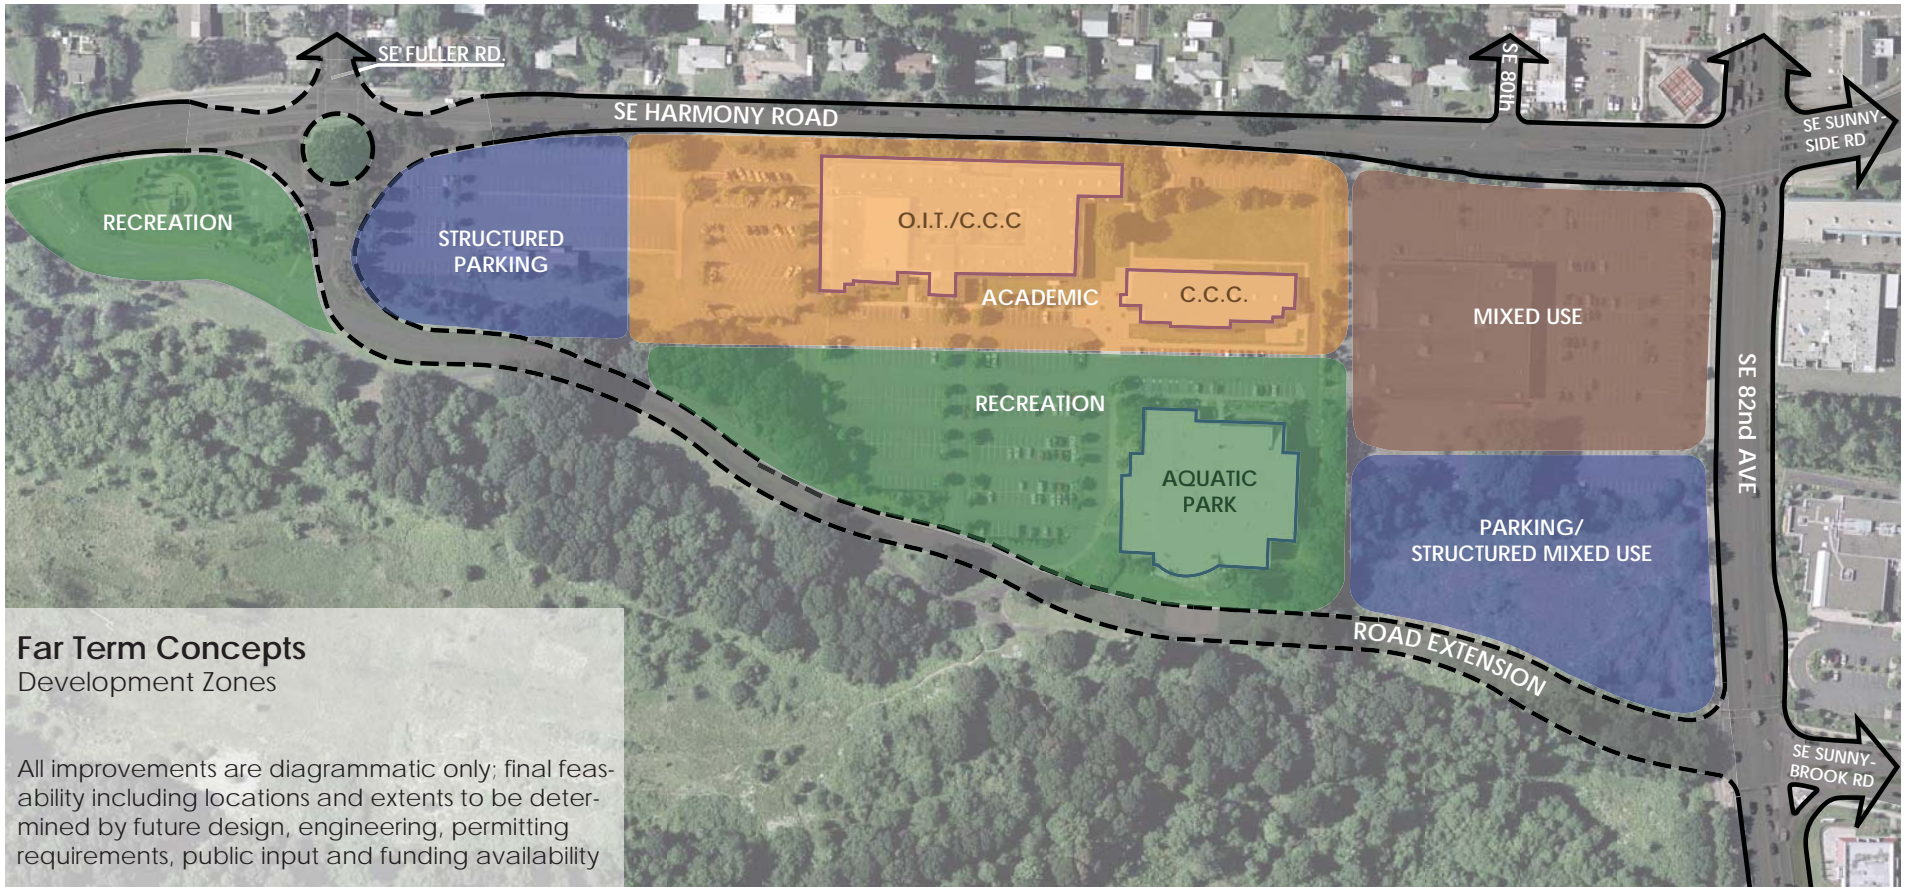 SE FULLER RD.
SE HARMONY ROAD
SE 80th
SE SUNNY-
SIDE RD
RECREATION
STRUCTURED
PARKING
O.I.T./C.C.C
ACADEMIC
C.C.C.
MIXED USE
SE 82nd AVE
RECREATION
AQUATIC
PARK
PARKING/
STRUCTURED MIXED USE
ROAD EXTENSION
SE SUNNY-
BROOK RD
Far Term Concepts
Development Zones
All improvements are diagrammatic only; final feas-
ability including locations and extents to be deter-
mined by future design, engineering, permitting
requirements, public input and funding availability